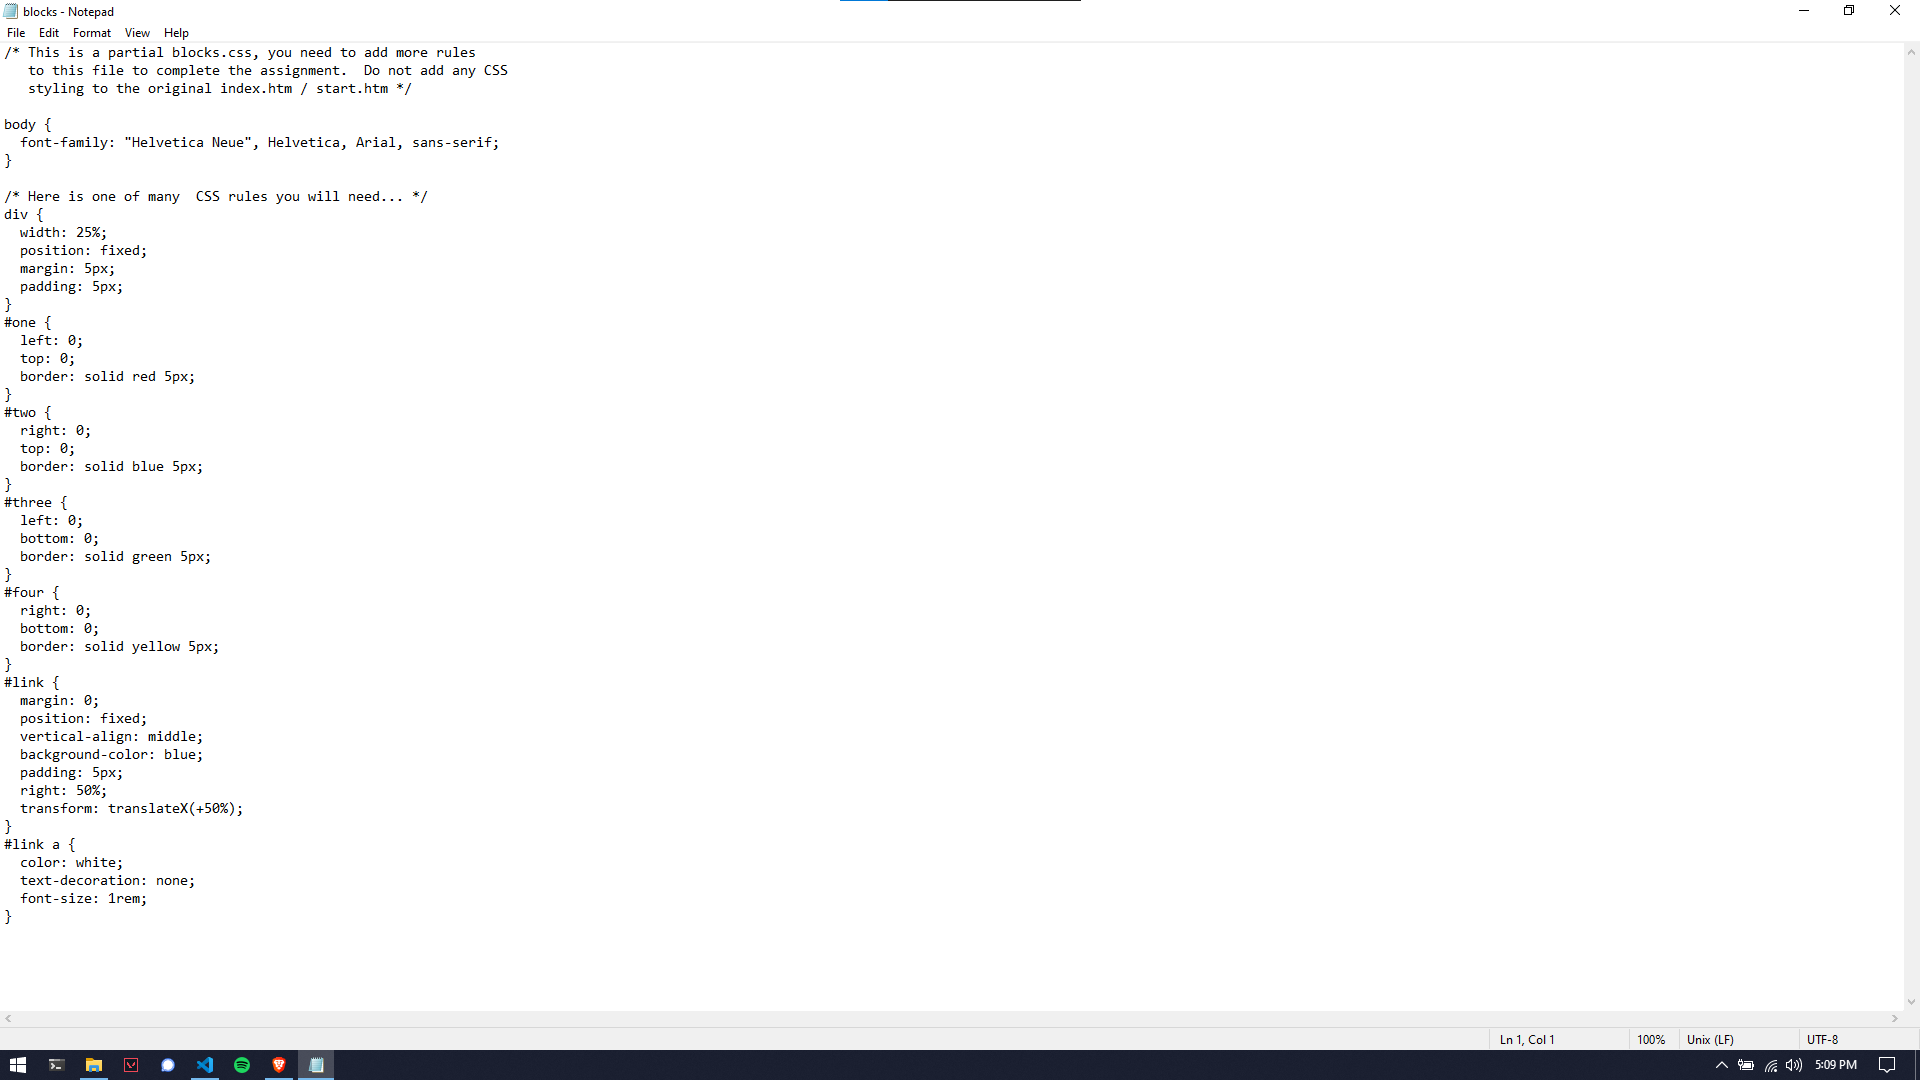 blocks - Notepad
File Edit Format View Help
/* This is a partial blocks.css, you need to add more rules
   to this file to complete the assignment.  Do not add any CSS
   styling to the original index.htm / start.htm */

body {
  font-family: "Helvetica Neue", Helvetica, Arial, sans-serif;
}

/* Here is one of many  CSS rules you will need... */
div {
  width: 25%;
  position: fixed;
  margin: 5px;
  padding: 5px;
}
#one {
  left: 0;
  top: 0;
  border: solid red 5px;
}
#two {
  right: 0;
  top: 0;
  border: solid blue 5px;
}
#three {
  left: 0;
  bottom: 0;
  border: solid green 5px;
}
#four {
  right: 0;
  bottom: 0;
  border: solid yellow 5px;
}
#link {
  margin: 0;
  position: fixed;
  vertical-align: middle;
  background-color: blue;
  padding: 5px;
  right: 50%;
  transform: translateX(+50%);
}
#link a {
  color: white;
  text-decoration: none;
  font-size: 1rem;
}
Ln 1, Col 1 100% Unix (LF) UTF-8
5:09 PM